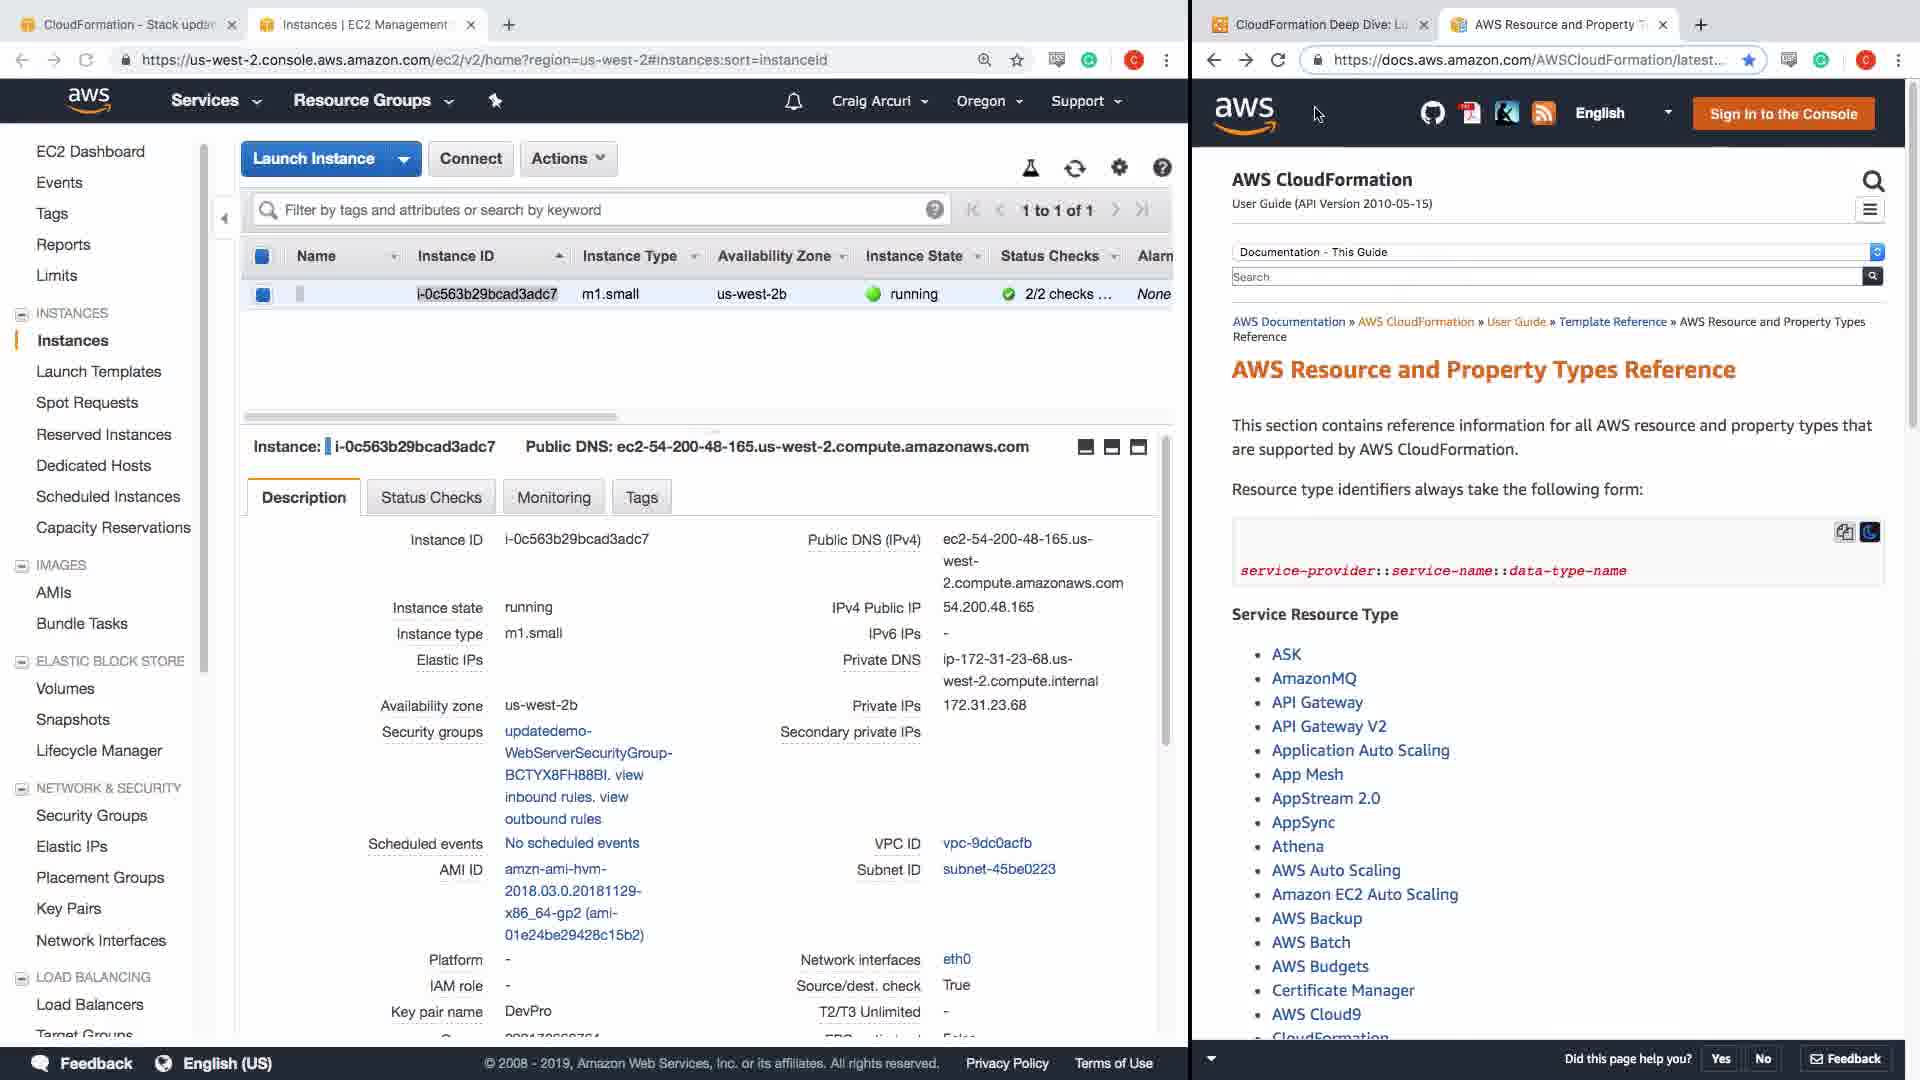 CloudFormation - Stack updat
Instances | EC2 Management
https://us-west-2.console.aws.amazon.com/ec2/v2/home?region=us-west-2#Instances:sort=instanceId
aws
Services
Resource Groups
Craig Arcuri
Oregon
Support
EC2 Dashboard
Events
Tags
Reports
Limits
INSTANCES
Instances
Launch Templates
Spot Requests
Reserved Instances
Dedicated Hosts
Scheduled Instances
Capacity Reservations
IMAGES
AMIs
Bundle Tasks
ELASTIC BLOCK STORE
Volumes
Snapshots
Lifecycle Manager
NETWORK & SECURITY
Security Groups
Elastic IPs
Placement Groups
Key Pairs
Network Interfaces
LOAD BALANCING
Load Balancers
Target Groups
Launch Instance
Connect
Actions
Filter by tags and attributes or search by keyword
1 to 1 of 1
Name Instance ID Instance Type Availability Zone Instance State Status Checks Alarm
i-0c563b29bcad3adc7 m1.small us-west-2b running 2/2 checks ... None
Instance: i-0c563b29bcad3adc7 Public DNS: ec2-54-200-48-165.us-west-2.compute.amazonaws.com
Description Status Checks Monitoring Tags
Instance ID i-0c563b29bcad3adc7
Instance state running
Instance type m1.small
Elastic IPs
Availability zone us-west-2b
Security groups updatedemo-
WebServerSecurityGroup-
BCTYX8FH88BI. view
inbound rules. view
outbound rules
Scheduled events No scheduled events
AMI ID amzn-ami-hvm-
2018.03.0.20181129-
x86_64-gp2 (ami-
01e24be29428c15b2)
Platform -
IAM role -
Key pair name DevPro
Public DNS (IPv4) ec2-54-200-48-165.us-
west-
2.compute.amazonaws.com
IPv4 Public IP 54.200.48.165
IPv6 IPs -
Private DNS ip-172-31-23-68.us-
west-2.compute.internal
Private IPs 172.31.23.68
Secondary private IPs
VPC ID vpc-9dc0acfb
Subnet ID subnet-45be0223
Network interfaces eth0
Source/dest. check True
T2/T3 Unlimited -
Feedback
English (US)
© 2008 - 2019, Amazon Web Services, Inc. or its affiliates. All rights reserved.
Privacy Policy
Terms of Use
CloudFormation Deep Dive: Lu
AWS Resource and Property T
https://docs.aws.amazon.com/AWSCloudFormation/latest...
aws
English
Sign In to the Console
AWS CloudFormation
User Guide (API Version 2010-05-15)
Documentation - This Guide
Search
AWS Documentation » AWS CloudFormation » User Guide » Template Reference » AWS Resource and Property Types
Reference
AWS Resource and Property Types Reference
This section contains reference information for all AWS resource and property types that
are supported by AWS CloudFormation.
Resource type identifiers always take the following form:
service-provider::service-name::data-type-name
Service Resource Type
ASK
AmazonMQ
API Gateway
API Gateway V2
Application Auto Scaling
App Mesh
AppStream 2.0
AppSync
Athena
AWS Auto Scaling
Amazon EC2 Auto Scaling
AWS Backup
AWS Batch
AWS Budgets
Certificate Manager
AWS Cloud9
CloudFormation
Did this page help you?
Yes
No
Feedback